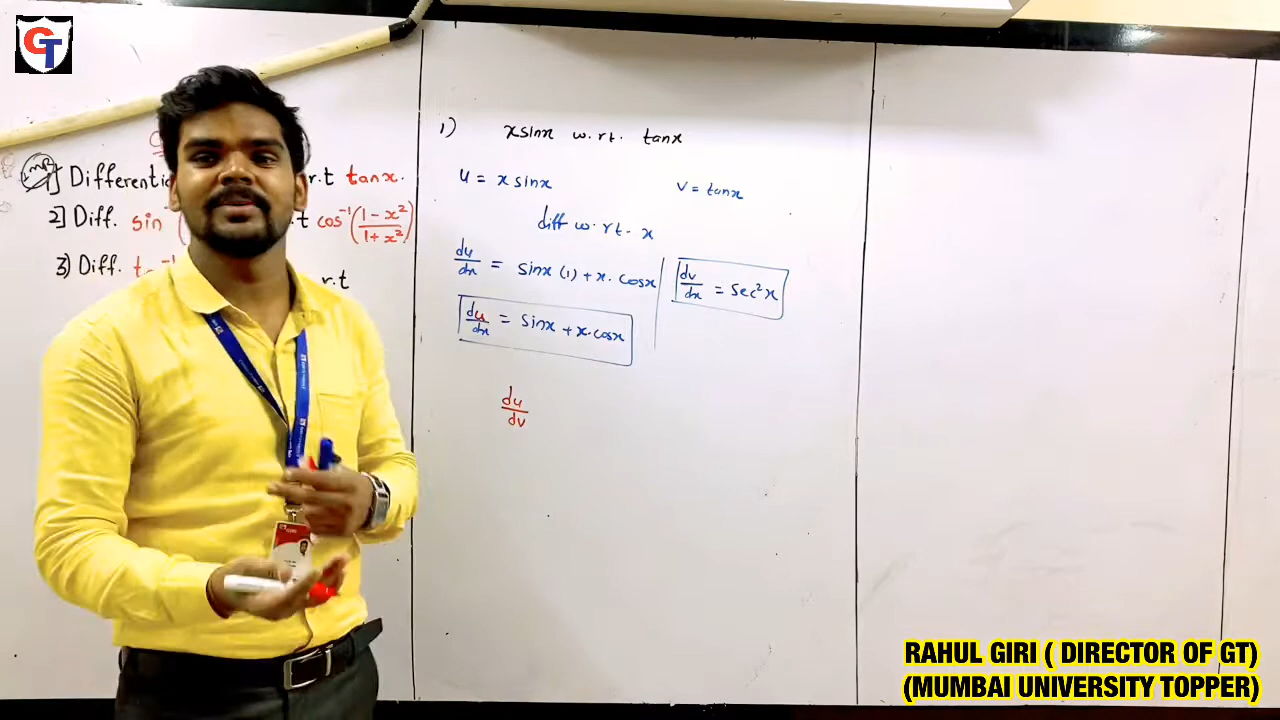 GT
1] Differentia r.t tanx.
2] Diff. sin⁻¹( .t cos⁻¹((1-x²)/(1+x²))
3) Diff. r.t
1) xsinx w.r.t. tanx
u = x sinx v = tanx
diff w.r.t. x
du/dx = sinx (1) + x. cosx dv/dx = sec²x
du/dx = sinx + x.cosx
du/dv
RAHUL GIRI ( DIRECTOR OF GT)
(MUMBAI UNIVERSITY TOPPER)